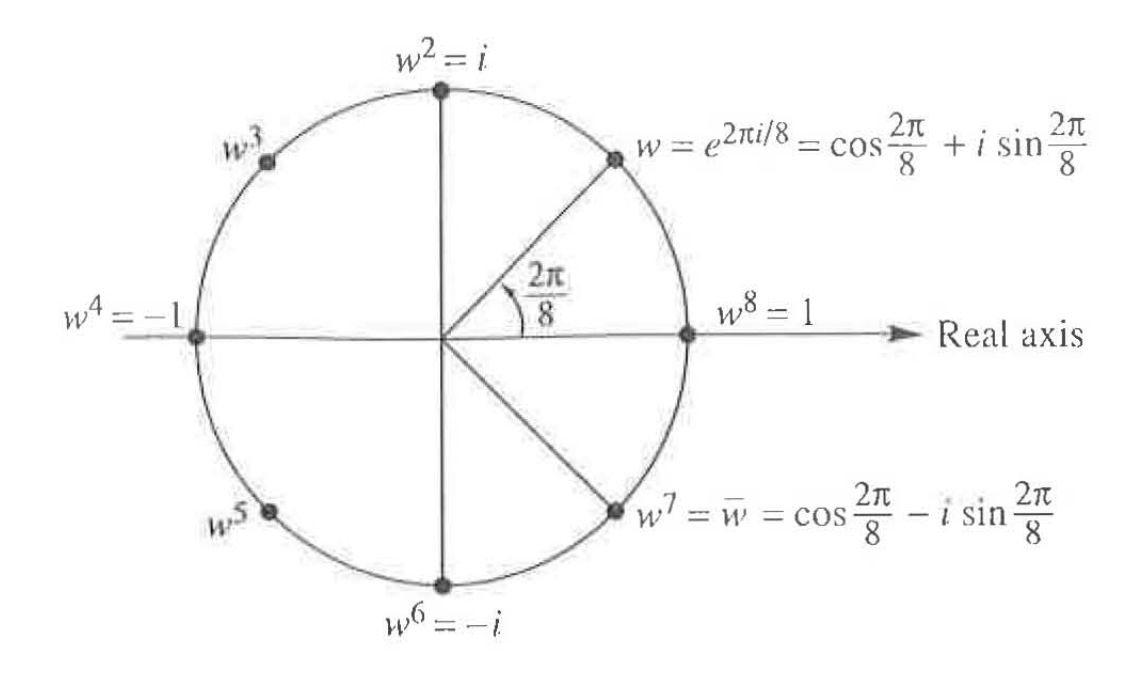 w² = i
w³
w = e^{2πi/8} = cos 2π/8 + i sin 2π/8
2π/8
w⁴ = −1
w⁸ = 1
Real axis
w⁵
w⁷ = w̄ = cos 2π/8 − i sin 2π/8
w⁶ = −i